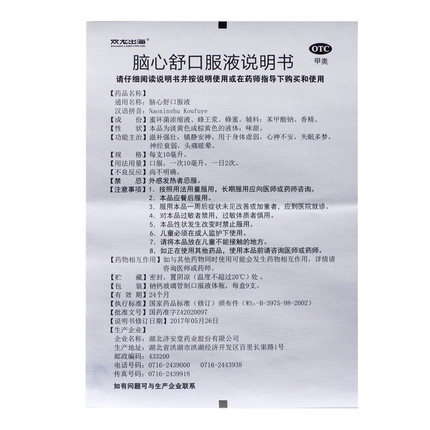 双龙出海
OTC
甲类
脑心舒口服液说明书
请仔细阅读说明书并按说明使用或在药师指导下购买和使用
【药品名称】
通用名称：脑心舒口服液
汉语拼音：Naoxinshu Koufuye
【成　　份】蜜环菌浓缩液、蜂王浆、蜂蜜。辅料：苯甲酸钠、香精。
【性　　状】本品为淡黄色或棕黄色的液体；味甜。
【功能主治】滋补强壮，镇静安神。用于身体虚弱，心神不安，失眠多梦，
神经衰弱，头痛眩晕。
【规　　格】每支10毫升。
【用法用量】口服。一次10毫升，一日2次。
【不良反应】尚不明确。
【禁　　忌】外感发热者忌服。
【注意事项】1．按照用法用量服用，长期服用应向医师或药师咨询。
2．本品应餐后服用。
3．服用本品一周后症状未见改善或加重者，应到医院就诊。
4．对本品过敏者禁用，过敏体质者慎用。
5．本品性状发生改变时禁止服用。
6．儿童必须在成人监护下使用。
7．请将本品放在儿童不能接触的地方。
8．如正在使用其他药品，使用本品前请咨询医师或药师。
【药物相互作用】如与其他药物同时使用可能会发生药物相互作用，详情请
咨询医师或药师。
【贮　　藏】密封，置阴凉（温度不超过20℃）处。
【包　　装】钠钙玻璃管制口服液体瓶，每盒9支。
【有 效 期】24个月
【执行标准】国家药品标准（修订）颁布件（WS₃-B-3975-98-2002）
【批准文号】国药准字Z42020097
【说明书修订日期】2017年05月26日
【生产企业】
企业名称：湖北济安堂药业股份有限公司
生产地址：湖北省洪湖市洪湖经济开发区百里长渠路1号
邮政编码：433200
电话号码：0716-2439000　0716-2443938
传真号码：0716-2439918
如有问题可与生产企业联系